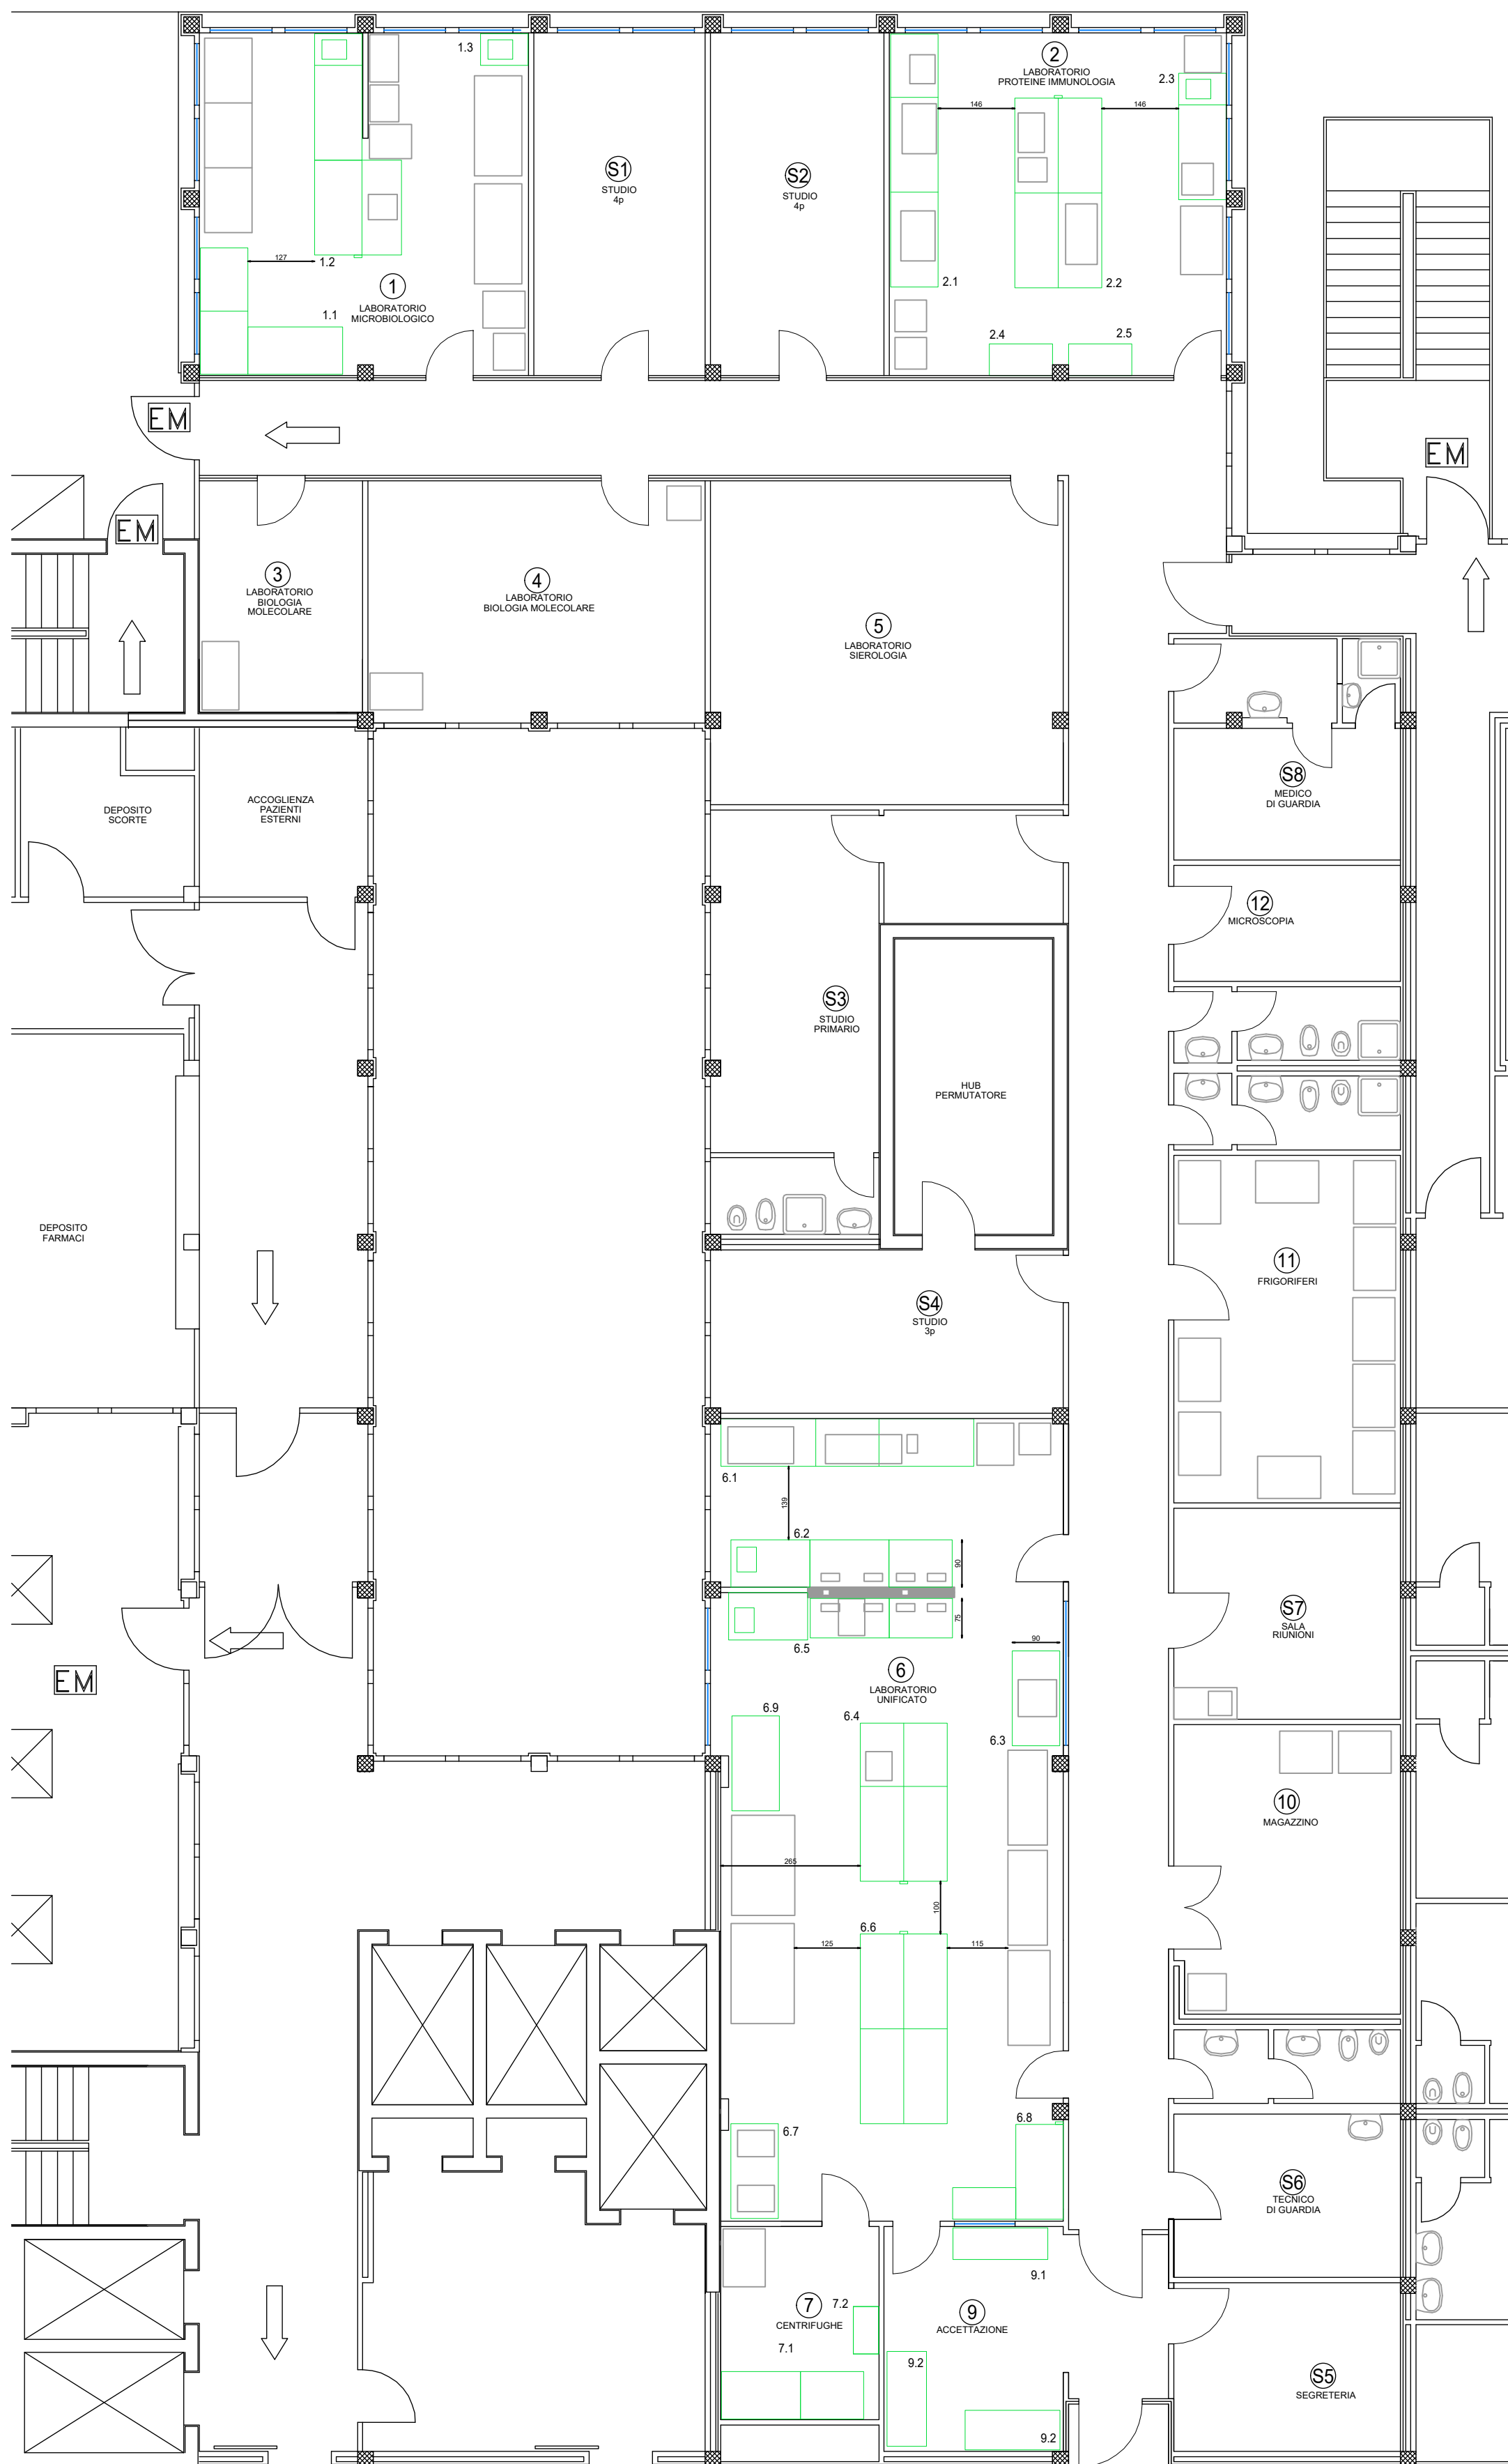 1.3
2
LABORATORIO
PROTEINE IMMUNOLOGIA
2.3
146
146
S1
STUDIO
4p
S2
STUDIO
4p
127
1.2
1
LABORATORIO
MICROBIOLOGICO
1.1
2.1
2.2
2.4
2.5
EM
EM
EM
3
LABORATORIO
BIOLOGIA
MOLECOLARE
4
LABORATORIO
BIOLOGIA MOLECOLARE
5
LABORATORIO
SIEROLOGIA
S8
MEDICO
DI GUARDIA
DEPOSITO
SCORTE
ACCOGLIENZA
PAZIENTI
ESTERNI
12
MICROSCOPIA
S3
STUDIO
PRIMARIO
HUB
PERMUTATORE
DEPOSITO
FARMACI
11
FRIGORIFERI
S4
STUDIO
3p
6.1
139
6.2
90
75
6.5
S7
SALA
RIUNIONI
90
6
LABORATORIO
UNIFICATO
EM
6.9
6.4
6.3
10
MAGAZZINO
265
100
6.6
125
115
6.7
6.8
S6
TECNICO
DI GUARDIA
9.1
7
CENTRIFUGHE
7.2
9
ACCETTAZIONE
7.1
9.2
S5
SEGRETERIA
9.2